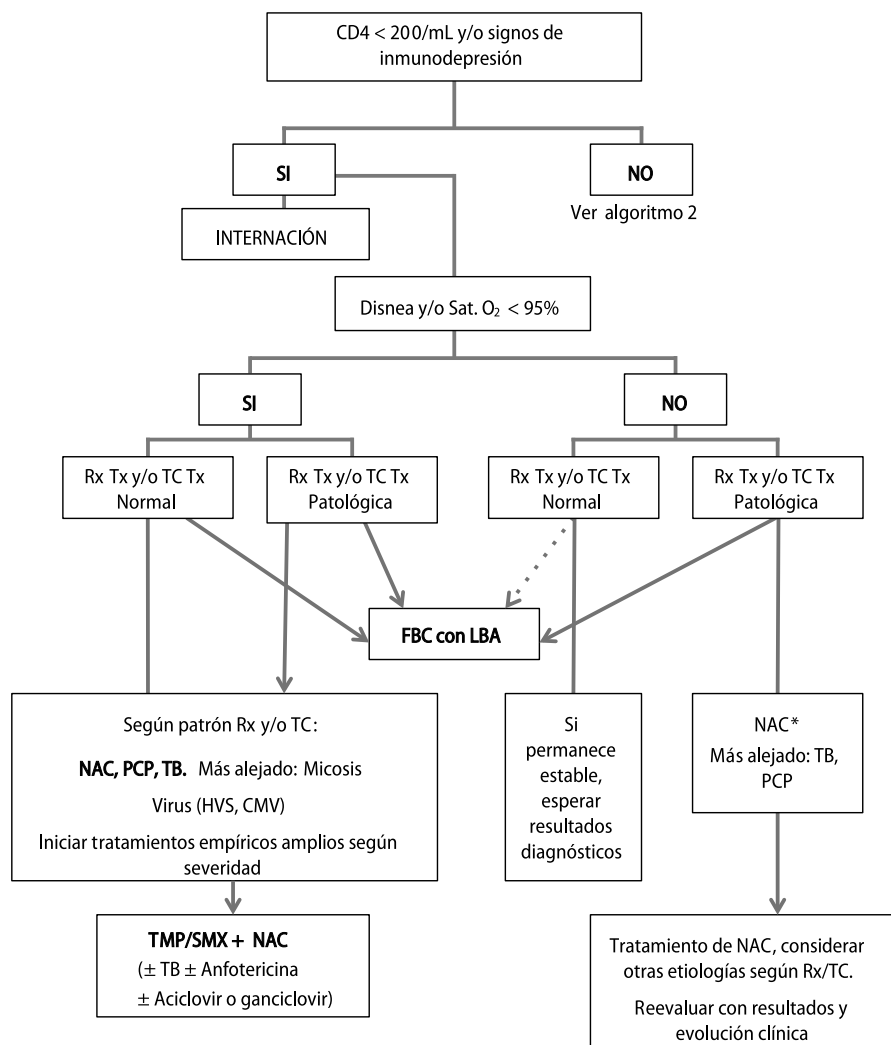 CD4 < 200/mL y/o signos de
inmunodepresión
SI
NO
Ver algoritmo 2
INTERNACIÓN
Disnea y/o Sat. O₂ < 95%
SI
NO
Rx Tx y/o TC Tx
Normal
Rx Tx y/o TC Tx
Patológica
Rx Tx y/o TC Tx
Normal
Rx Tx y/o TC Tx
Patológica
FBC con LBA
Según patrón Rx y/o TC:
NAC, PCP, TB. Más alejado: Micosis
Virus (HVS, CMV)
Iniciar tratamientos empíricos amplios según
severidad
Si
permanece
estable,
esperar
resultados
diagnósticos
NAC*
Más alejado: TB,
PCP
TMP/SMX + NAC
(± TB ± Anfotericina
± Aciclovir o ganciclovir)
Tratamiento de NAC, considerar
otras etiologías según Rx/TC.
Reevaluar con resultados y
evolución clínica